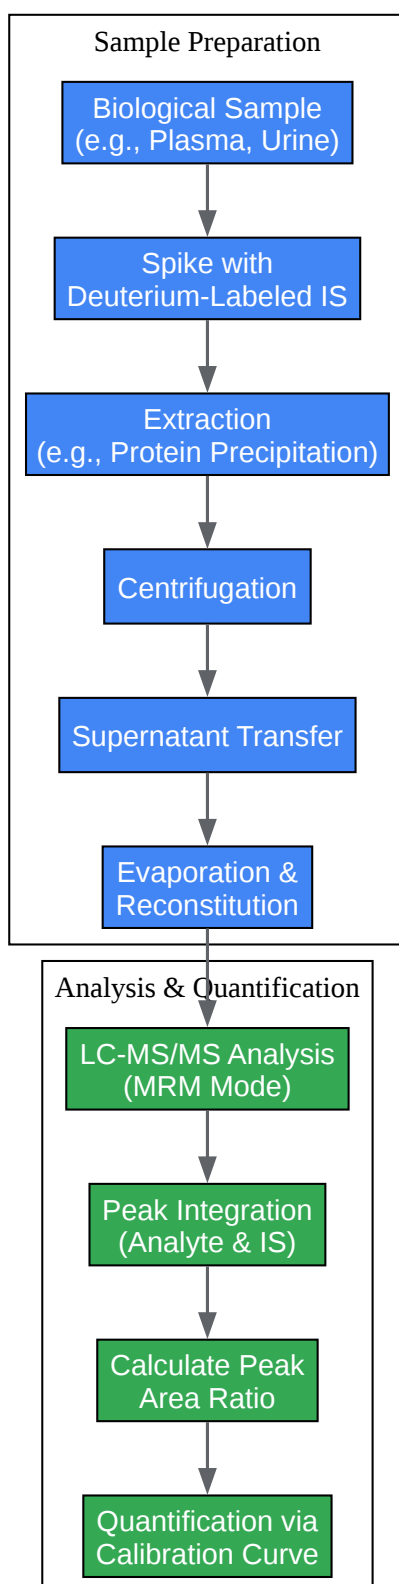 Sample Preparation
Biological Sample
(e.g., Plasma, Urine)
Spike with
Deuterium-Labeled IS
Extraction
(e.g., Protein Precipitation)
Centrifugation
Supernatant Transfer
Evaporation &
Reconstitution
Analysis & Quantification
LC-MS/MS Analysis
(MRM Mode)
Peak Integration
(Analyte & IS)
Calculate Peak
Area Ratio
Quantification via
Calibration Curve